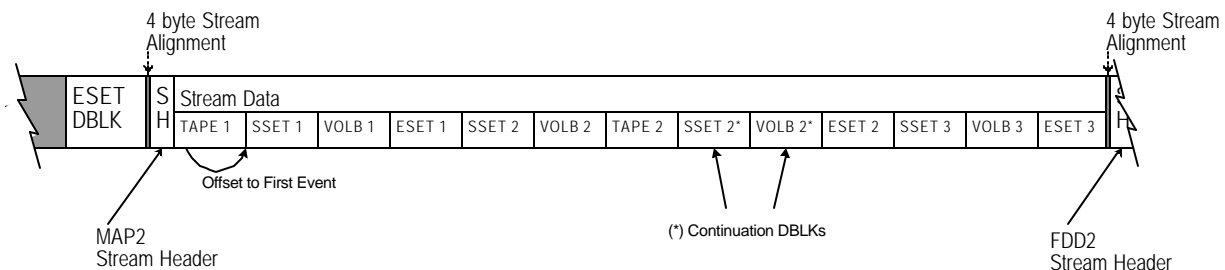 4 byte Stream
Alignment
4 byte Stream
Alignment
ESET
DBLK
S
H
Stream Data
TAPE 1 SSET 1 VOLB 1 ESET 1 SSET 2 VOLB 2 TAPE 2 SSET 2* VOLB 2* ESET 2 SSET 3 VOLB 3 ESET 3
Offset to First Event
(*) Continuation DBLKs
MAP2
Stream Header
FDD2
Stream Header